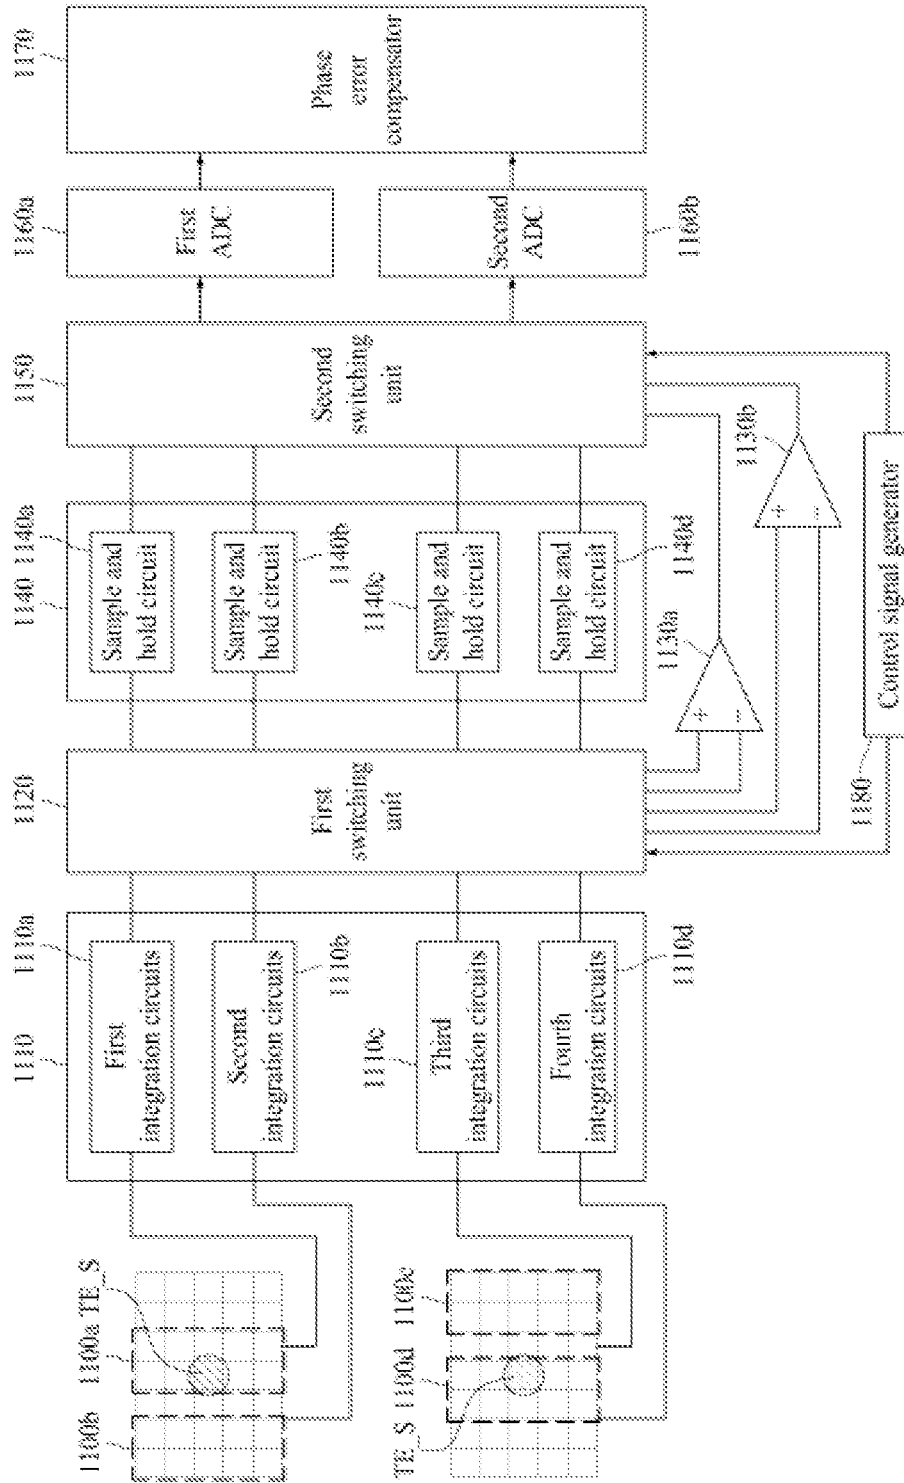 1110
1110a
1120
1140
1140a
1150
1160a
1170
1100b
1100a
TE_S
First
integration circuits
Second
integration circuits
1110b
1110c
Third
integration circuits
Fourth
integration circuits
1110d
First
switching
unit
Sample and
hold circuit
Sample and
hold circuit
1140b
1140c
Sample and
hold circuit
Sample and
hold circuit
1140d
Second
switching
unit
First
ADC
Second
ADC
1160b
Phase
error
compensator
TE_S
1100d
1100c
1130a
+
−
1130b
+
−
1180
Control signal generator